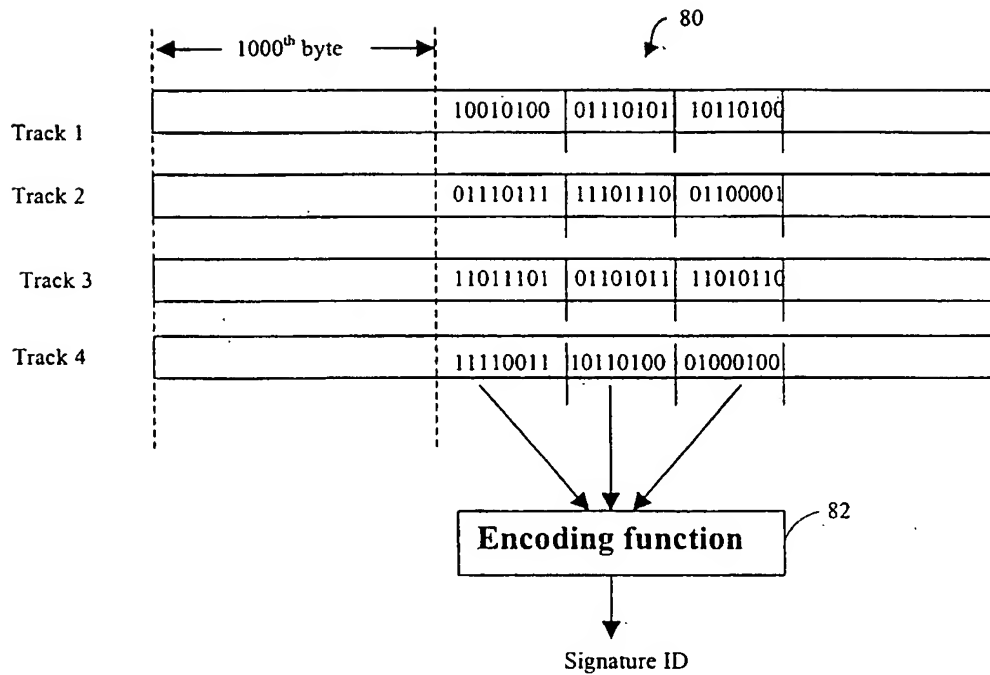 80
1000th byte
Track 1 10010100 01110101 10110100
Track 2 01110111 11101110 01100001
Track 3 11011101 01101011 11010110
Track 4 11110011 10110100 01000100
82
Encoding function
Signature ID